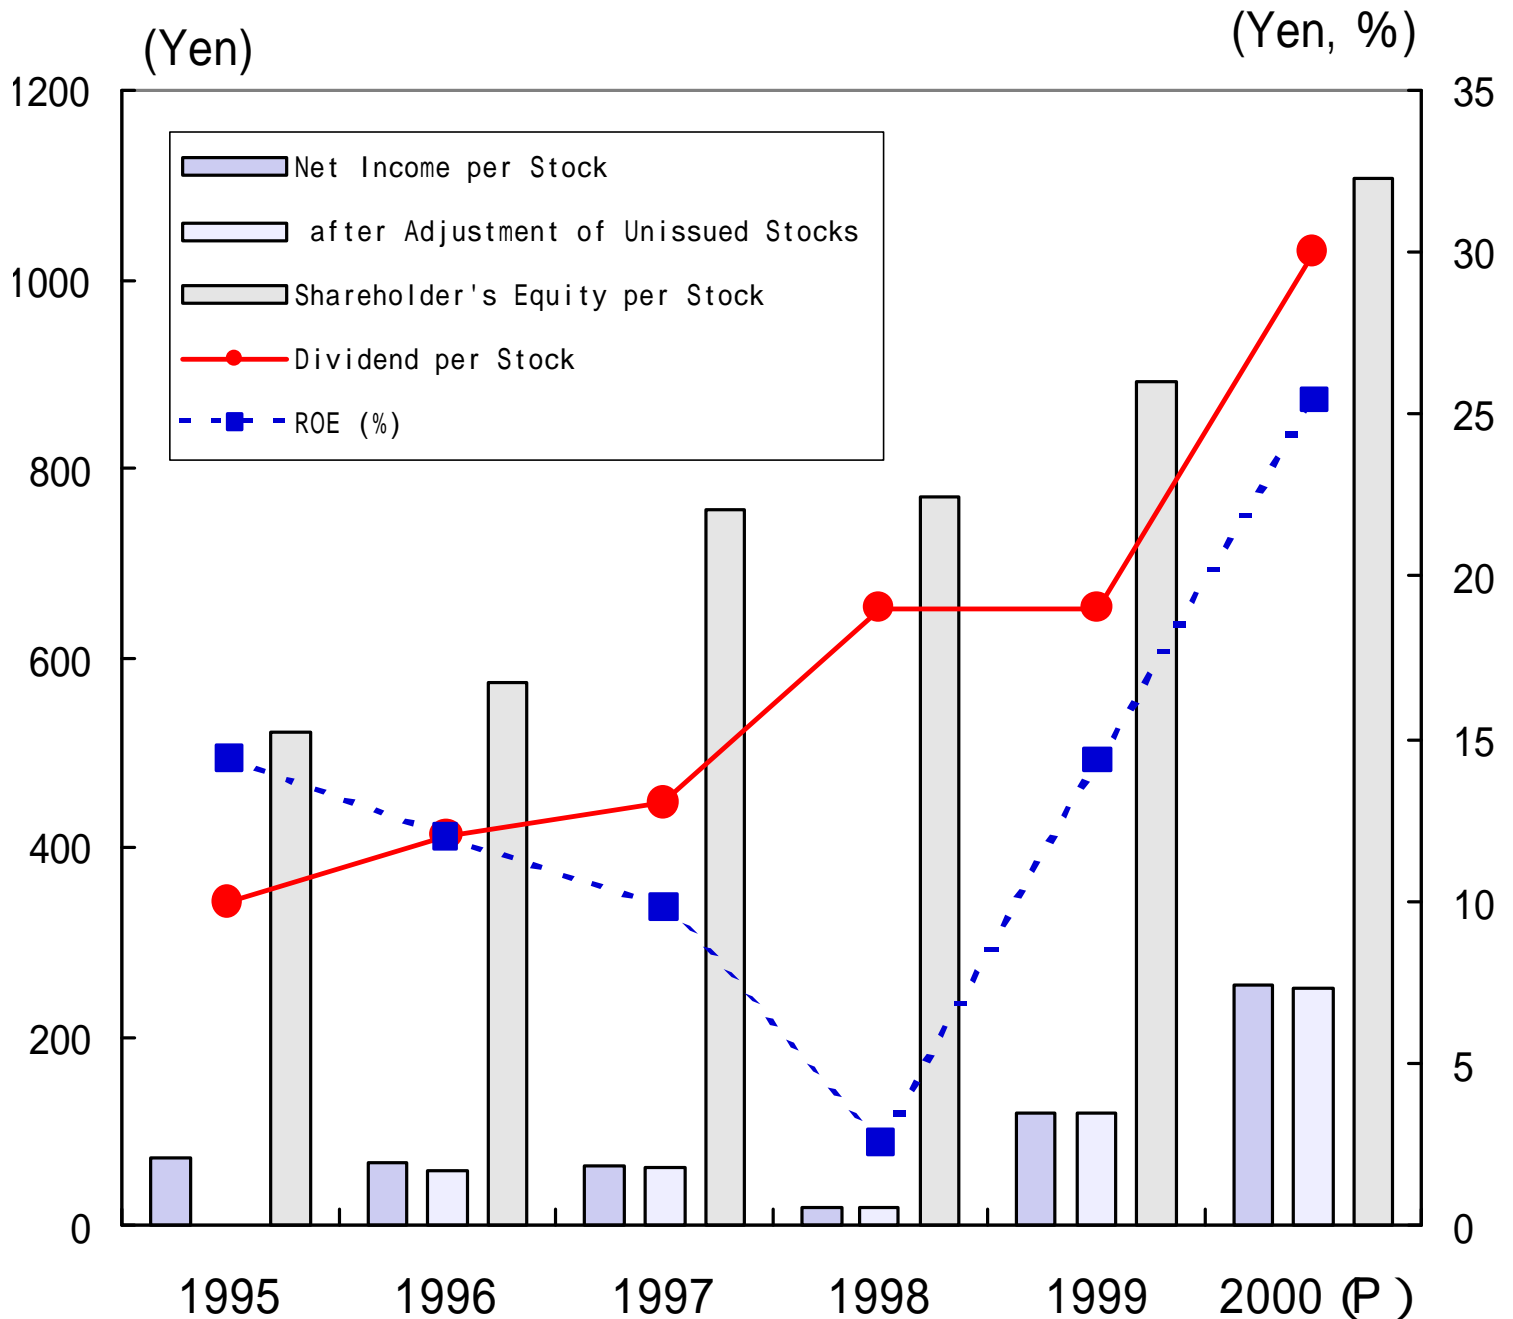 (Yen)
(Yen, %)
1200
1000
800
600
400
200
0
Net Income per Stock
after Adjustment of Unissued Stocks
Shareholder's Equity per Stock
Dividend per Stock
ROE (%)
35
30
25
20
15
10
5
0
1995 1996 1997 1998 1999 2000 (P)